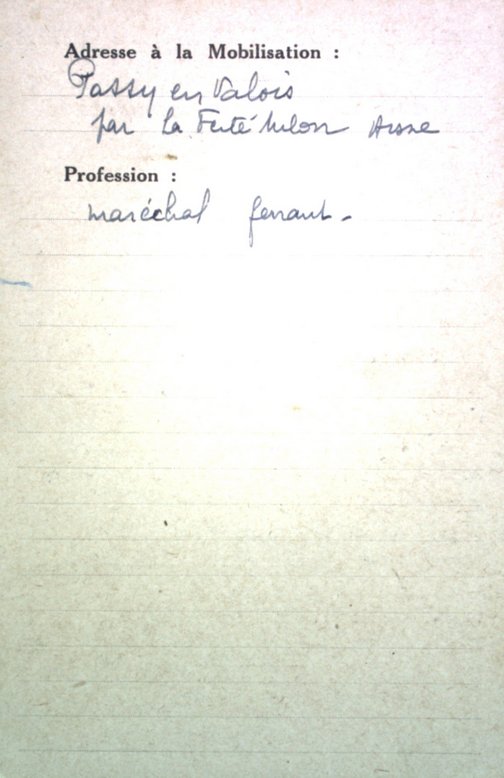 Adresse à la Mobilisation :
Passy en Valois
par La Ferté Milon Aisne
Profession :
maréchal ferrant -